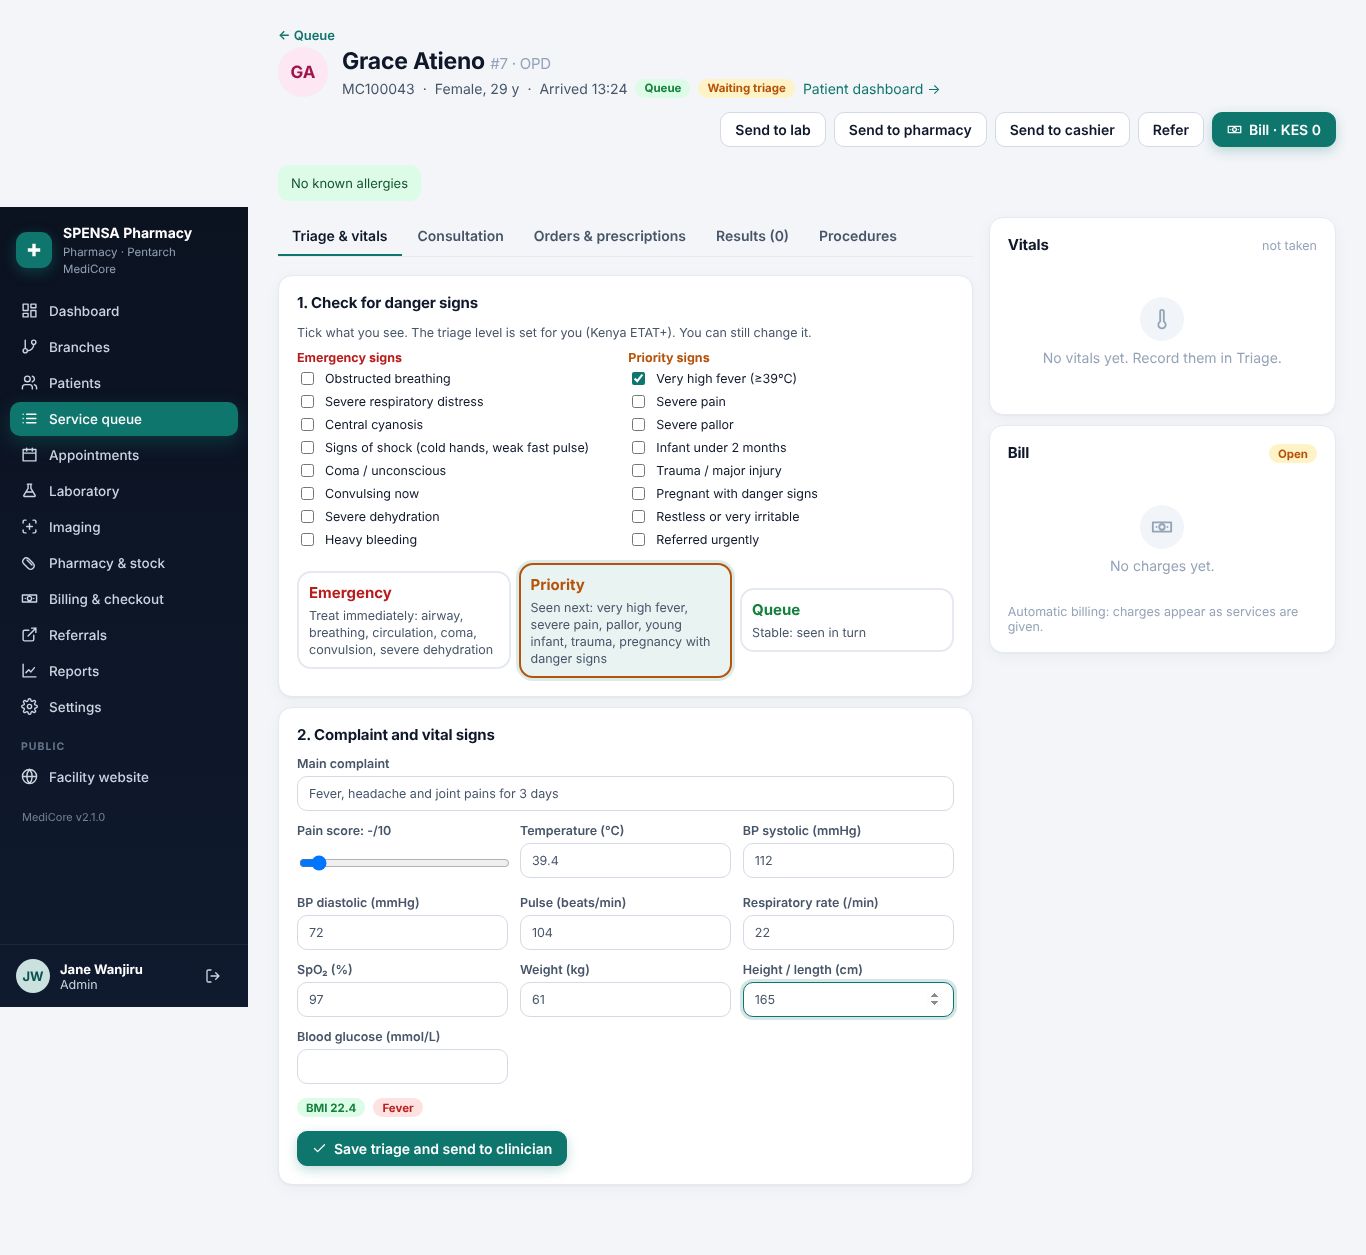 ← Queue
GA
Grace Atieno #7 · OPD
MC100043 · Female, 29 y · Arrived 13:24 Queue Waiting triage Patient dashboard →
Send to lab
Send to pharmacy
Send to cashier
Refer
Bill · KES 0
No known allergies
SPENSA Pharmacy
Pharmacy · Pentarch
MediCore
Dashboard
Branches
Patients
Service queue
Appointments
Laboratory
Imaging
Pharmacy & stock
Billing & checkout
Referrals
Reports
Settings
PUBLIC
Facility website
MediCore v2.1.0
JW
Jane Wanjiru
Admin
Triage & vitals
Consultation
Orders & prescriptions
Results (0)
Procedures
1. Check for danger signs
Tick what you see. The triage level is set for you (Kenya ETAT+). You can still change it.
Emergency signs
Obstructed breathing
Severe respiratory distress
Central cyanosis
Signs of shock (cold hands, weak fast pulse)
Coma / unconscious
Convulsing now
Severe dehydration
Heavy bleeding
Priority signs
Very high fever (≥39°C)
Severe pain
Severe pallor
Infant under 2 months
Trauma / major injury
Pregnant with danger signs
Restless or very irritable
Referred urgently
Emergency
Treat immediately: airway,
breathing, circulation, coma,
convulsion, severe dehydration
Priority
Seen next: very high fever,
severe pain, pallor, young
infant, trauma, pregnancy with
danger signs
Queue
Stable: seen in turn
2. Complaint and vital signs
Main complaint
Fever, headache and joint pains for 3 days
Pain score: -/10
Temperature (°C)
39.4
BP systolic (mmHg)
112
BP diastolic (mmHg)
72
Pulse (beats/min)
104
Respiratory rate (/min)
22
SpO₂ (%)
97
Weight (kg)
61
Height / length (cm)
165
Blood glucose (mmol/L)
BMI 22.4
Fever
Save triage and send to clinician
Vitals
not taken
No vitals yet. Record them in Triage.
Bill
Open
No charges yet.
Automatic billing: charges appear as services are
given.